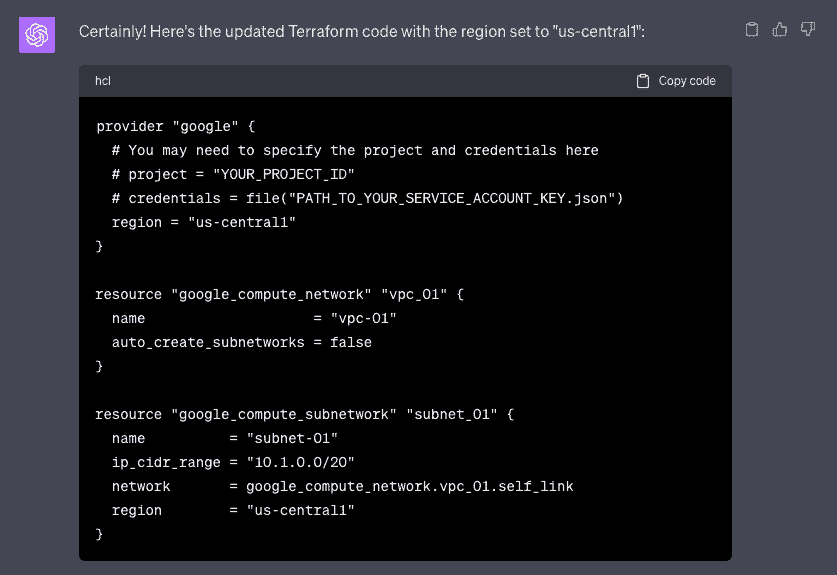 Certainly! Here's the updated Terraform code with the region set to "us-central1":
hcl
Copy code
provider "google" {
  # You may need to specify the project and credentials here
  # project = "YOUR_PROJECT_ID"
  # credentials = file("PATH_TO_YOUR_SERVICE_ACCOUNT_KEY.json")
  region = "us-central1"
}
resource "google_compute_network" "vpc_01" {
  name                    = "vpc-01"
  auto_create_subnetworks = false
}
resource "google_compute_subnetwork" "subnet_01" {
  name          = "subnet-01"
  ip_cidr_range = "10.1.0.0/20"
  network       = google_compute_network.vpc_01.self_link
  region        = "us-central1"
}